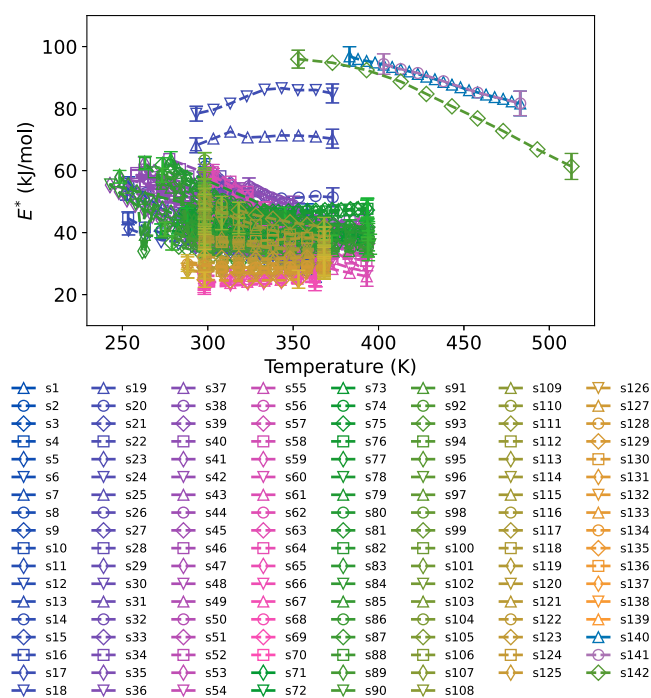 100
80
60
40
20
E* (kJ/mol)
250 300 350 400 450 500
Temperature (K)
s1 s19 s37 s55 s73 s91 s109 s126
s2 s20 s38 s56 s74 s92 s110 s127
s3 s21 s39 s57 s75 s93 s111 s128
s4 s22 s40 s58 s76 s94 s112 s129
s5 s23 s41 s59 s77 s95 s113 s130
s6 s24 s42 s60 s78 s96 s114 s131
s7 s25 s43 s61 s79 s97 s115 s132
s8 s26 s44 s62 s80 s98 s116 s133
s9 s27 s45 s63 s81 s99 s117 s134
s10 s28 s46 s64 s82 s100 s118 s135
s11 s29 s47 s65 s83 s101 s119 s136
s12 s30 s48 s66 s84 s102 s120 s137
s13 s31 s49 s67 s85 s103 s121 s138
s14 s32 s50 s68 s86 s104 s122 s139
s15 s33 s51 s69 s87 s105 s123 s140
s16 s34 s52 s70 s88 s106 s124 s141
s17 s35 s53 s71 s89 s107 s125 s142
s18 s36 s54 s72 s90 s108